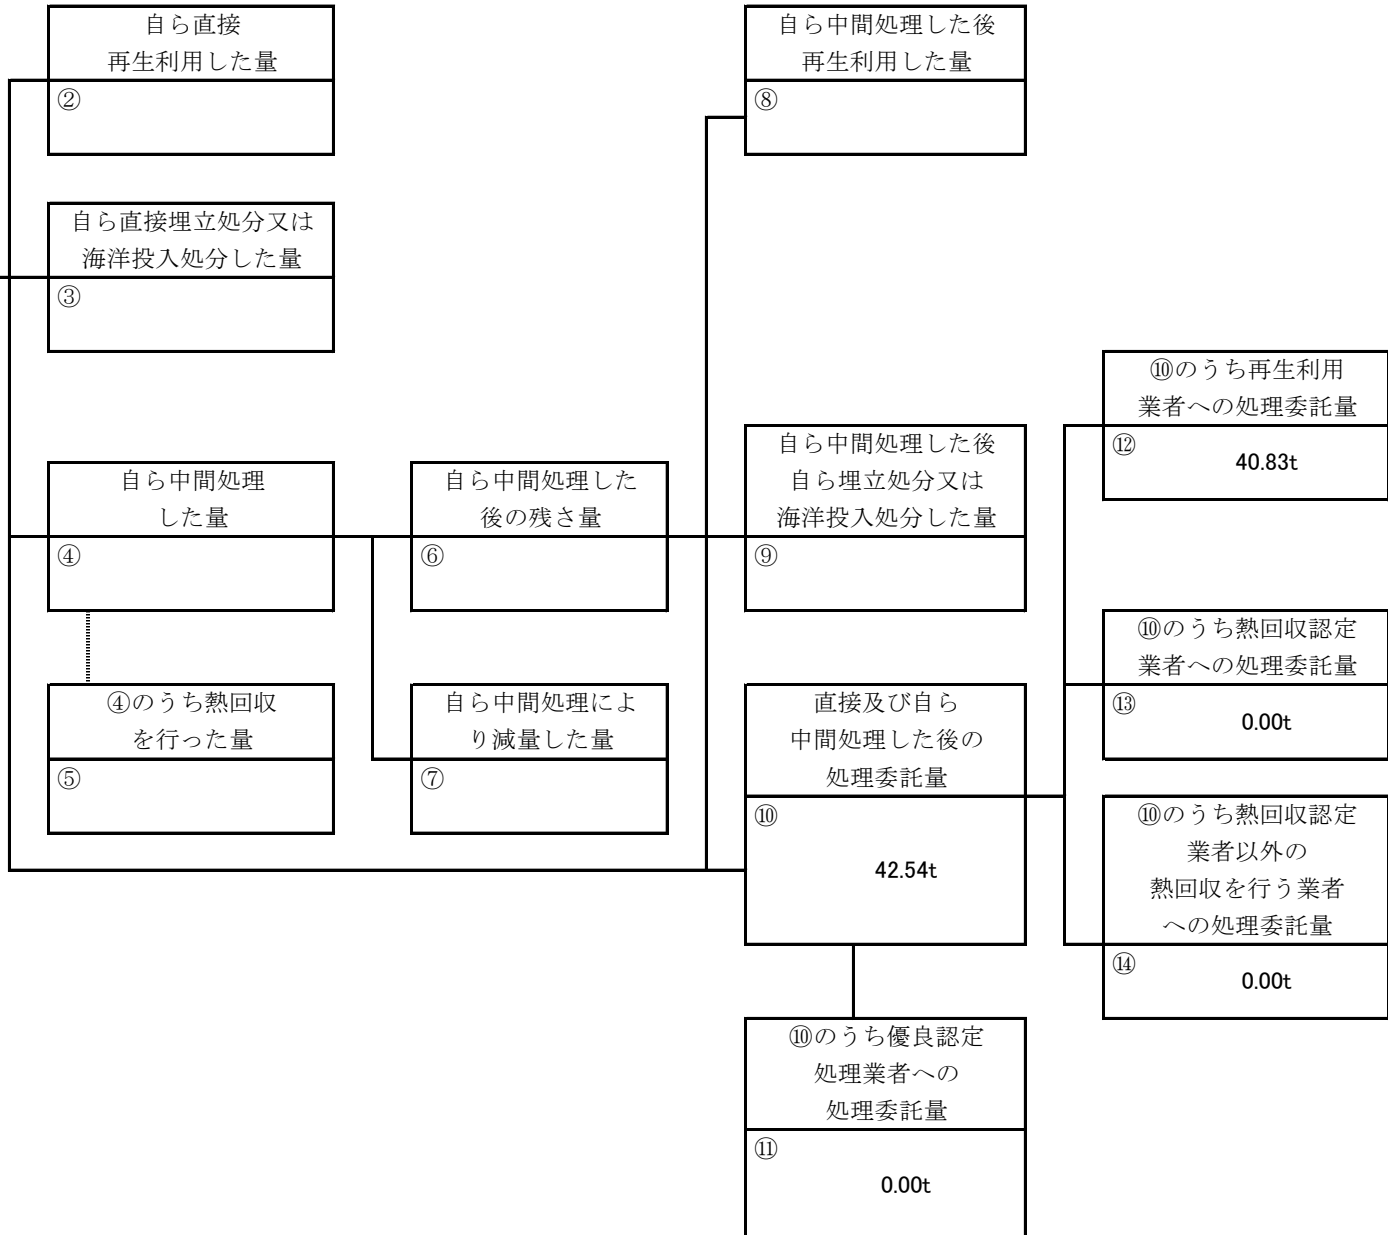 自ら直接
再生利用した量
②
自ら中間処理した後
再生利用した量
⑧
自ら直接埋立処分又は
海洋投入処分した量
③
⑩のうち再生利用
業者への処理委託量
⑫
40.83t
自ら中間処理
した量
④
自ら中間処理した
後の残さ量
⑥
自ら中間処理した後
自ら埋立処分又は
海洋投入処分した量
⑨
⑩のうち熱回収認定
業者への処理委託量
⑬
0.00t
④のうち熱回収
を行った量
⑤
自ら中間処理によ
り減量した量
⑦
直接及び自ら
中間処理した後の
処理委託量
⑩
42.54t
⑩のうち熱回収認定
業者以外の
熱回収を行う業者
への処理委託量
⑭
0.00t
⑩のうち優良認定
処理業者への
処理委託量
⑪
0.00t